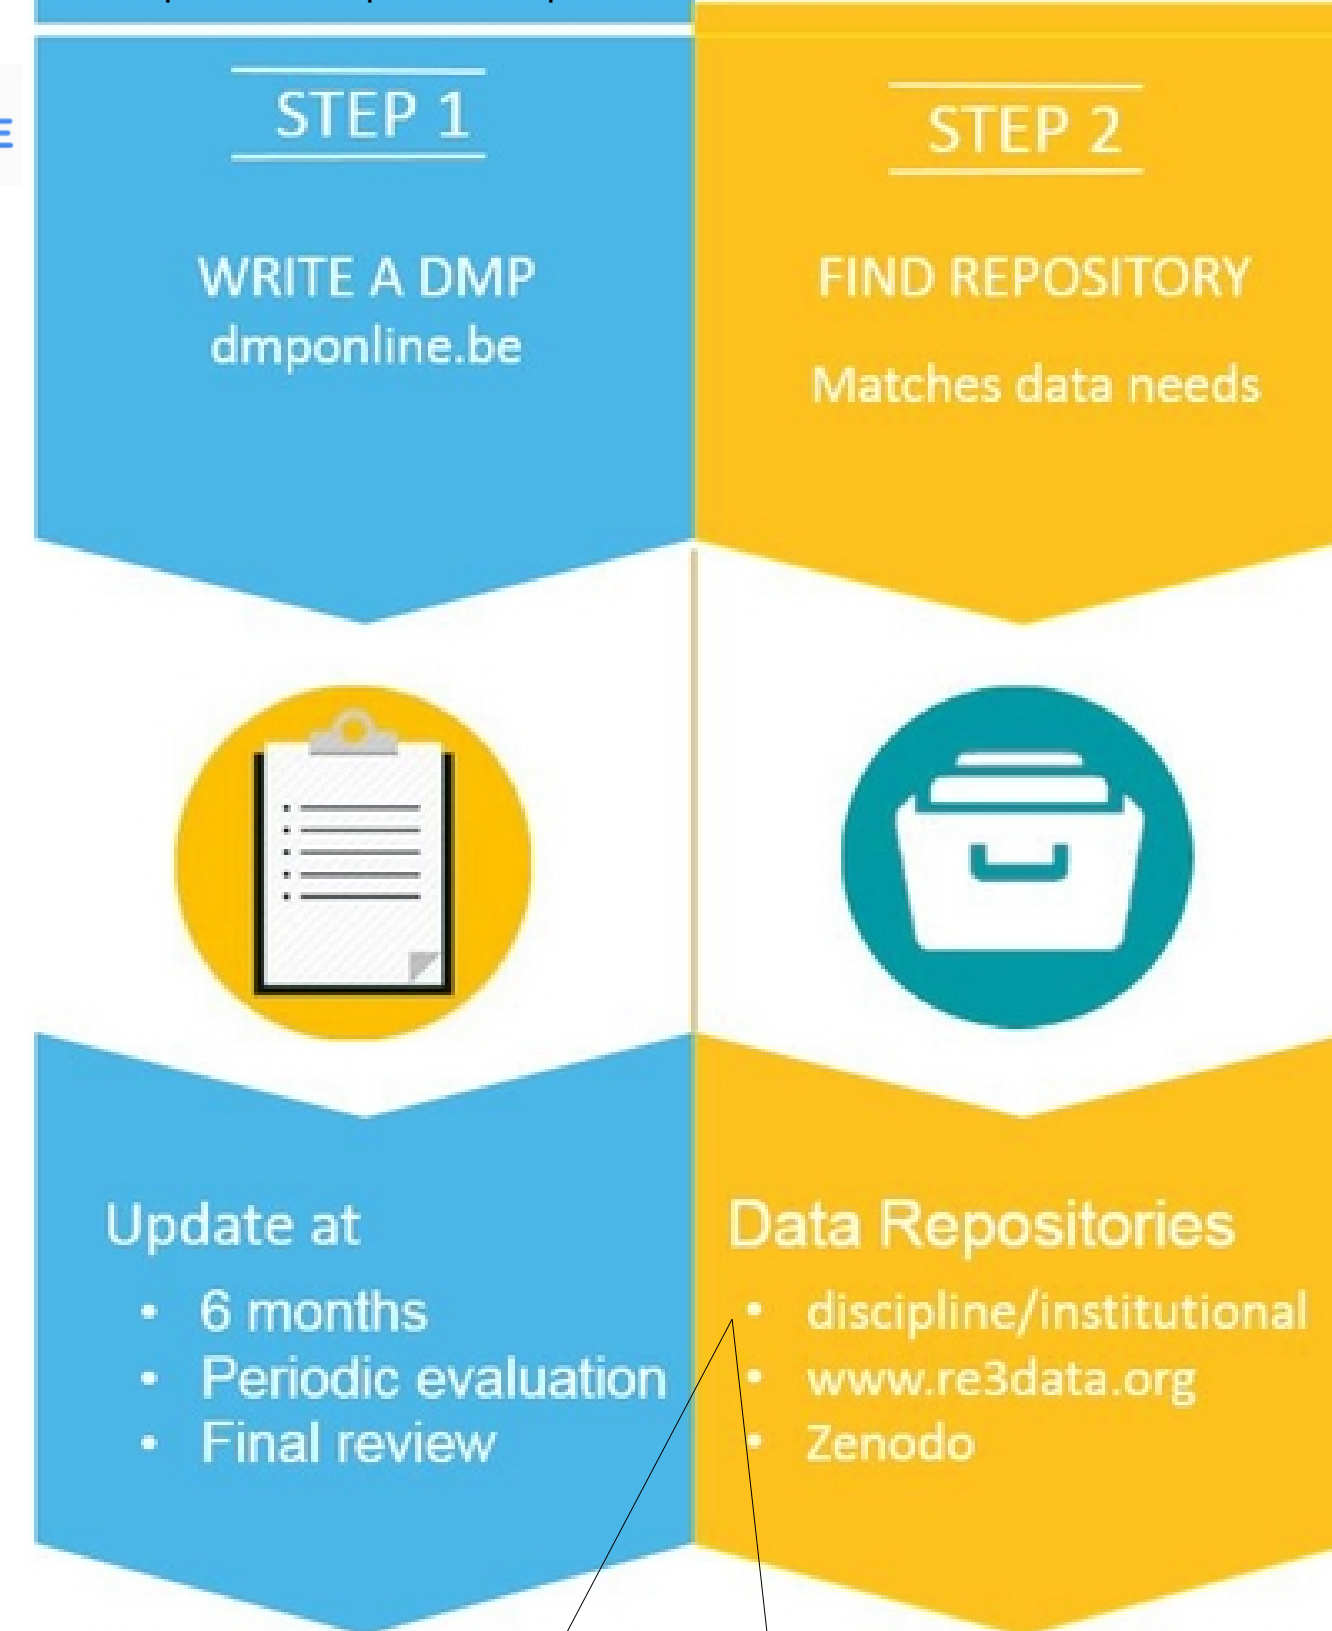 STEP 1
WRITE A DMP
dmponline.be
Update at
• 6 months
• Periodic evaluation
• Final review
STEP 2
FIND REPOSITORY
Matches data needs
Data Repositories
• discipline/institutional
• www.re3data.org
• Zenodo